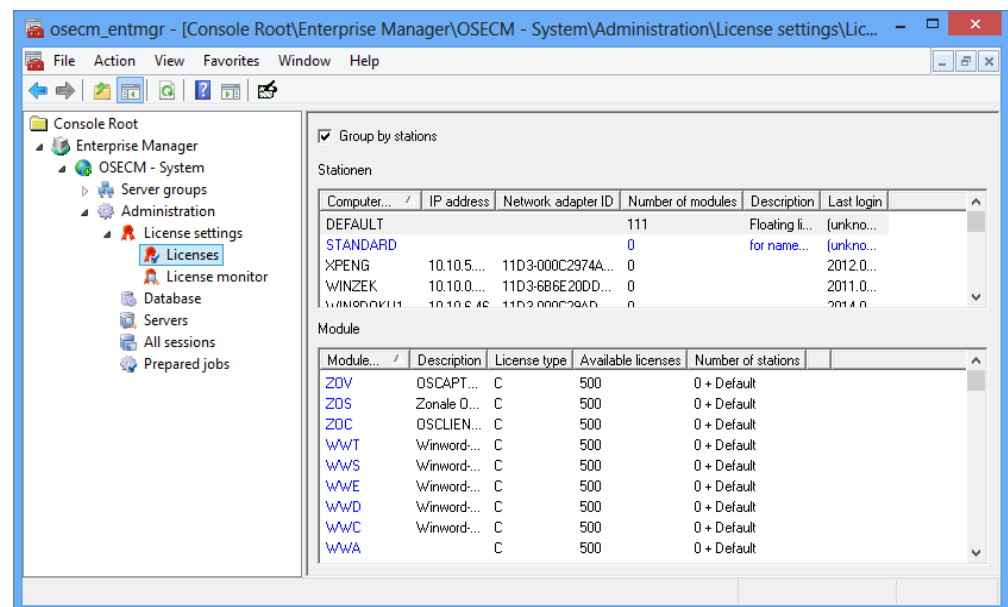 osecm_entmgr - [Console Root\Enterprise Manager\OSECM - System\Administration\License settings\Lic...
File Action View Favorites Window Help
Console Root
Enterprise Manager
OSECM - System
Server groups
Administration
License settings
Licenses
License monitor
Database
Servers
All sessions
Prepared jobs
Group by stations
Stationen
Computer... IP address Network adapter ID Number of modules Description Last login
DEFAULT 111 Floating li... (unkno...
STANDARD 0 for name... (unkno...
XPENG 10.10.5.... 11D3-000C2974A... 0 2012.0...
WINZEK 10.10.0.... 11D3-6B6E20DD... 0 2011.0...
10.10.6.46 0 2014.0
Module
Module... Description License type Available licenses Number of stations
ZOV OSCAPT... C 500 0 + Default
ZOS Zonale O... C 500 0 + Default
ZOC OSCLIEN... C 500 0 + Default
WWT Winword-... C 500 0 + Default
WWS Winword-... C 500 0 + Default
WWE Winword-... C 500 0 + Default
WWD Winword-... C 500 0 + Default
WWC Winword-... C 500 0 + Default
WWA C 500 0 + Default